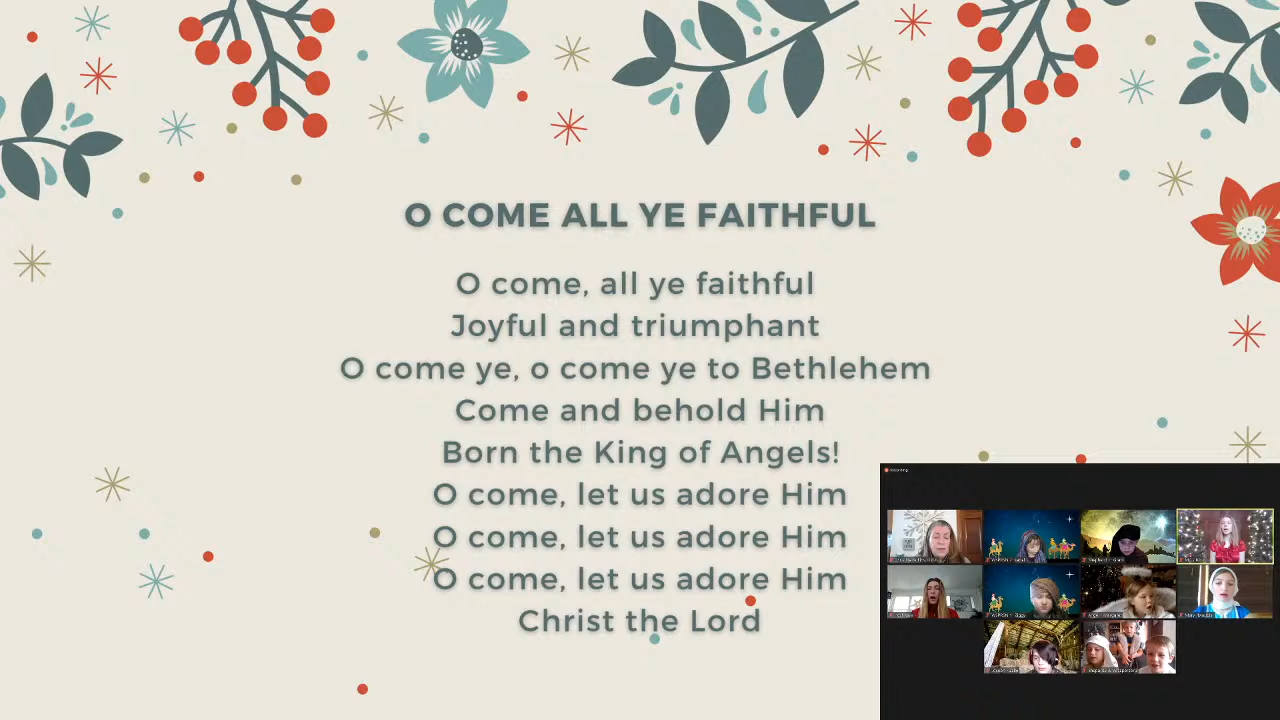 O COME ALL YE FAITHFUL
O come, all ye faithful
Joyful and triumphant
O come ye, o come ye to Bethlehem
Come and behold Him
Born the King of Angels!
O come, let us adore Him
O come, let us adore Him
O come, let us adore Him
Christ the Lord
Recording